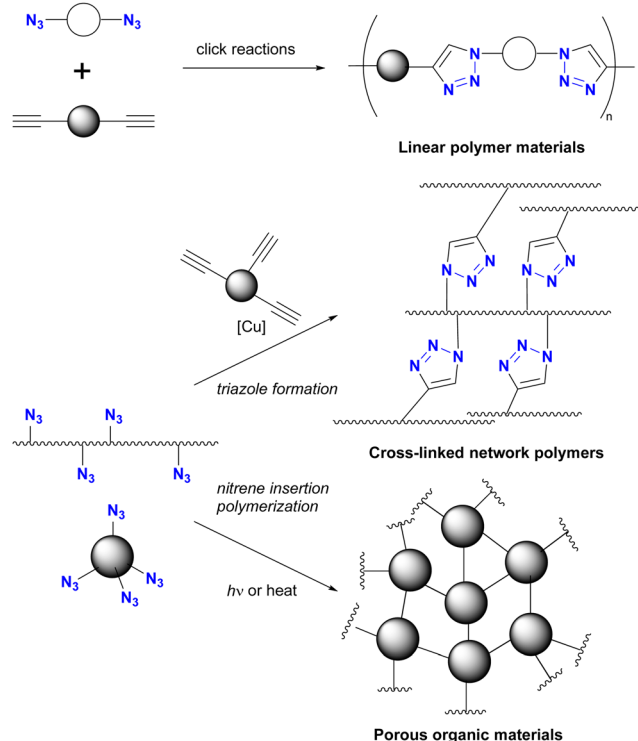 N3 N3
+
click reactions
N N N N N N
n
Linear polymer materials
[Cu]
triazole formation
N N N N N N
N N N N N N
N3 N3
N3 N3
Cross-linked network polymers
nitrene insertion
polymerization
N3
N3 N3
N3
hν or heat
Porous organic materials